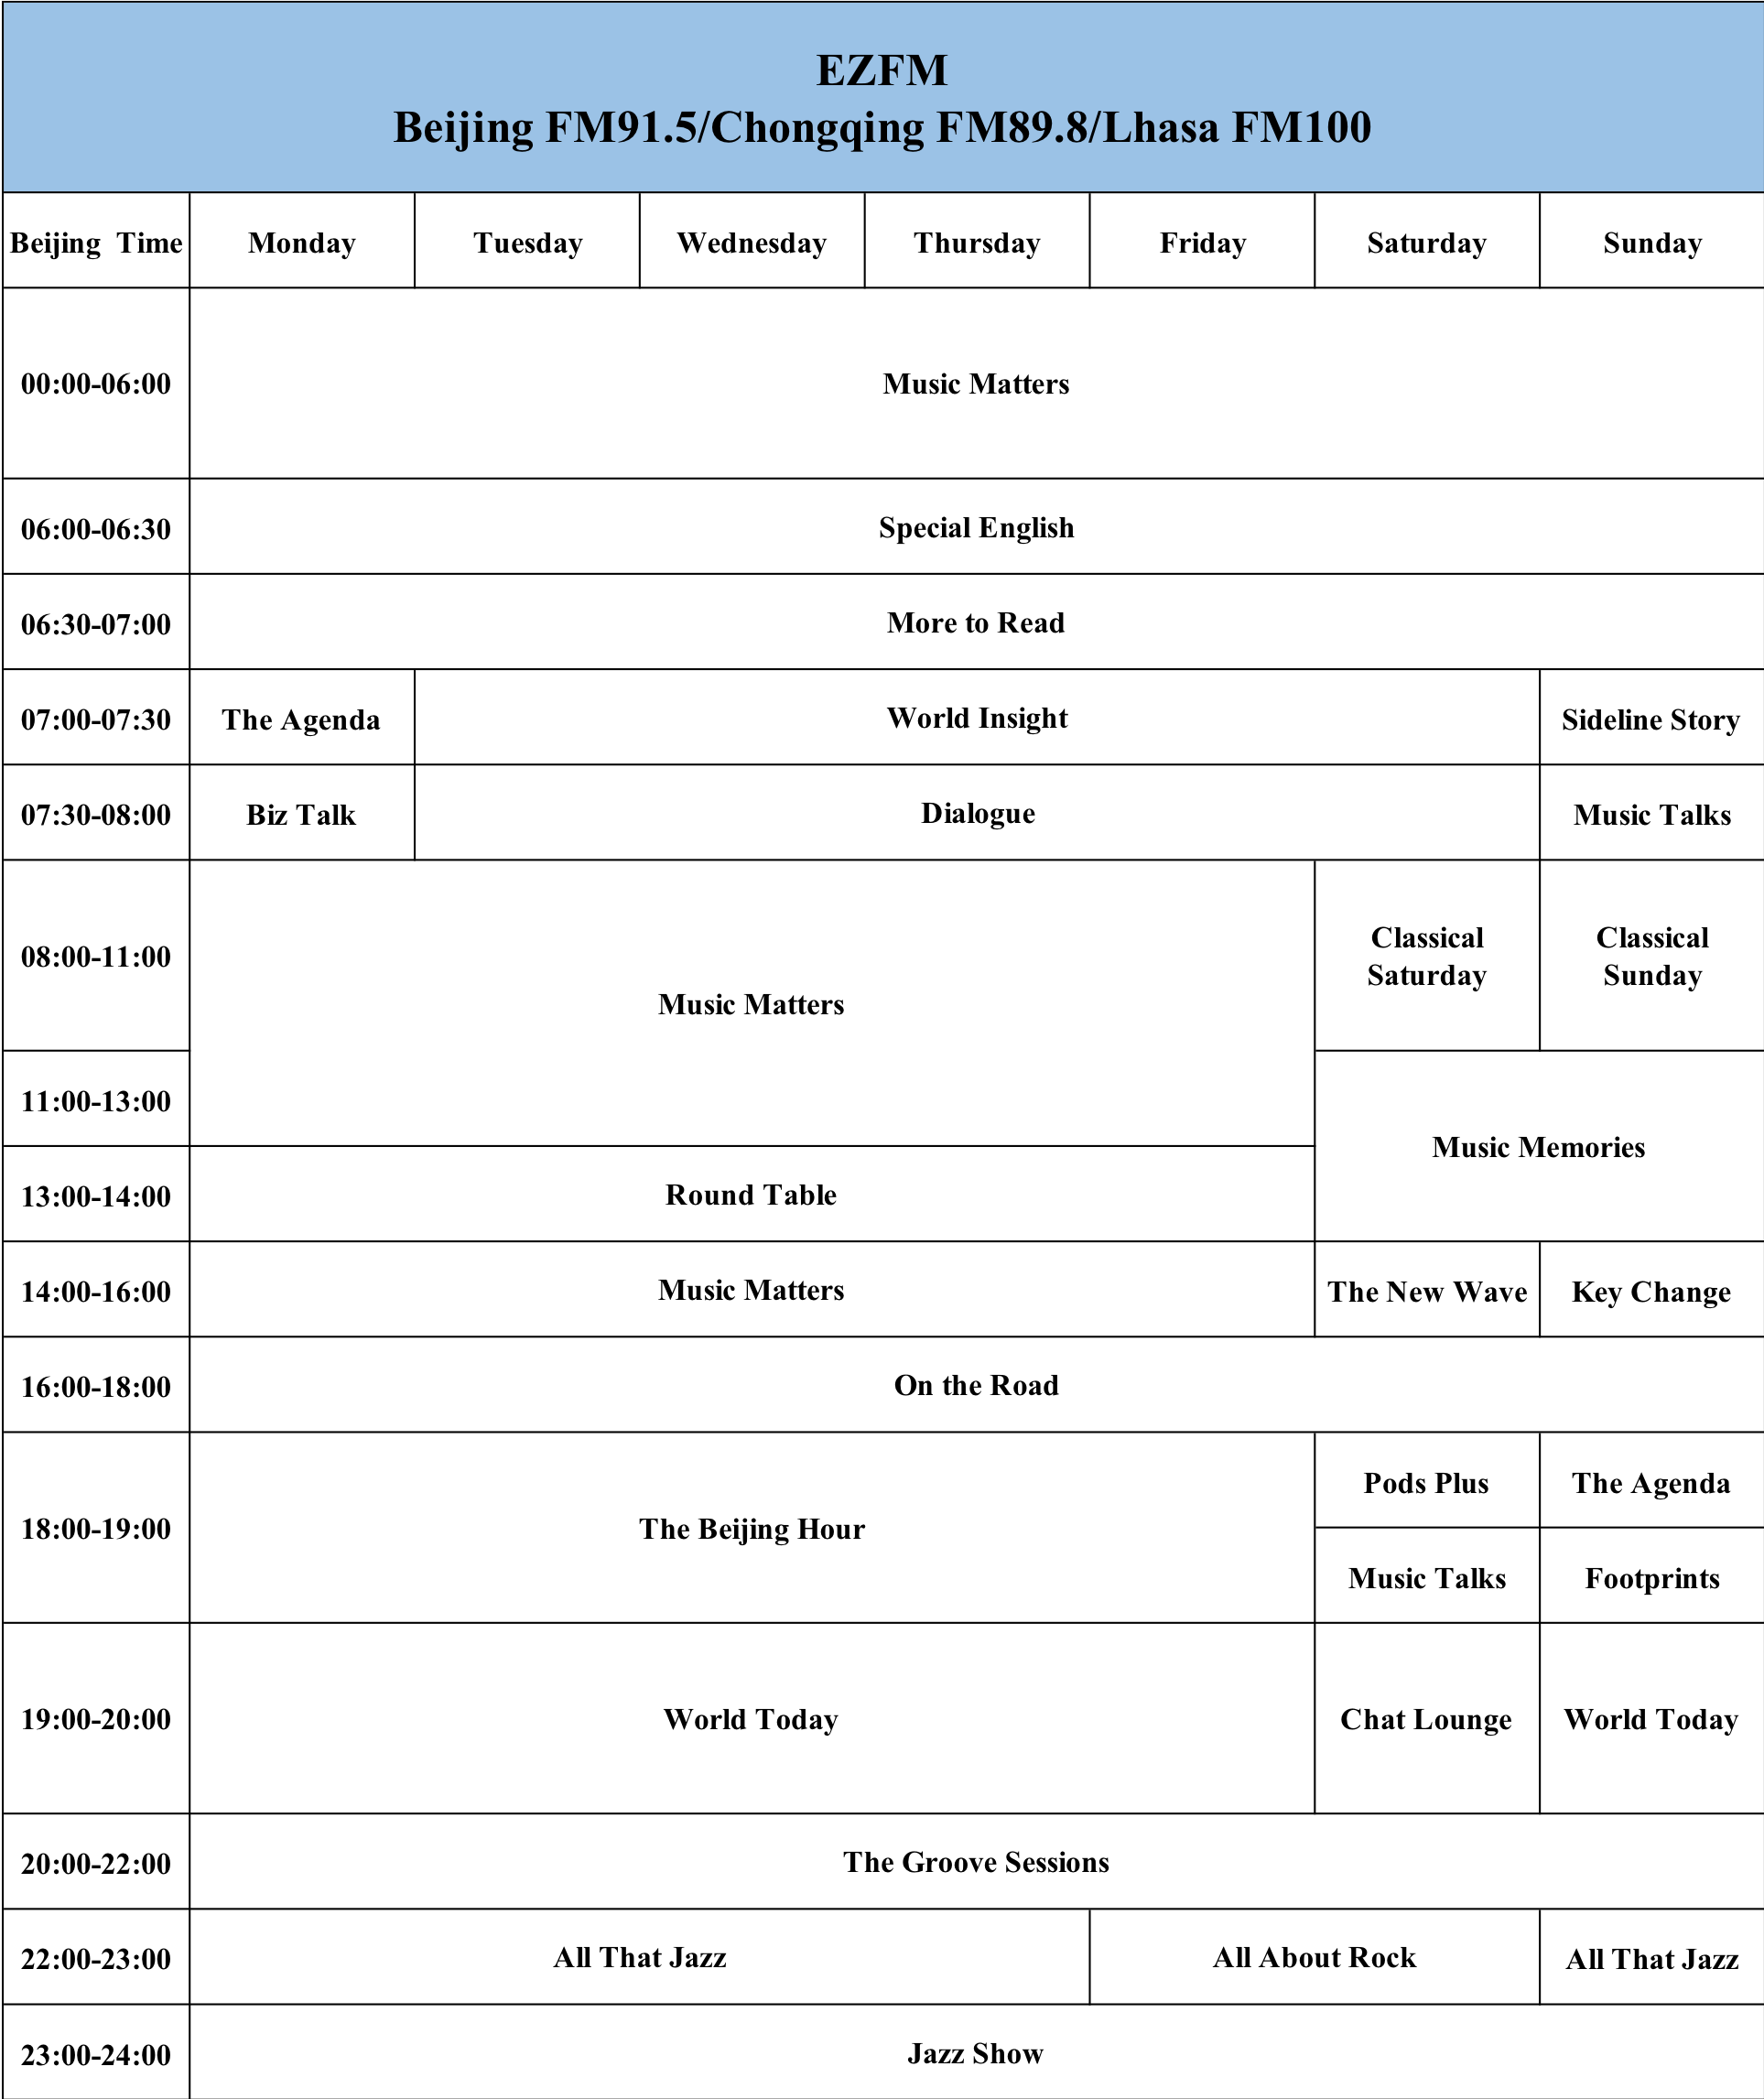 EZFM
Beijing FM91.5/Chongqing FM89.8/Lhasa FM100
Beijing Time Monday Tuesday Wednesday Thursday Friday Saturday Sunday
00:00-06:00 Music Matters
06:00-06:30 Special English
06:30-07:00 More to Read
07:00-07:30 The Agenda World Insight Sideline Story
07:30-08:00 Biz Talk Dialogue Music Talks
08:00-11:00 Music Matters Classical Saturday Classical Sunday
11:00-13:00 Music Memories
13:00-14:00 Round Table
14:00-16:00 Music Matters The New Wave Key Change
16:00-18:00 On the Road
18:00-19:00 The Beijing Hour Pods Plus The Agenda
Music Talks Footprints
19:00-20:00 World Today Chat Lounge World Today
20:00-22:00 The Groove Sessions
22:00-23:00 All That Jazz All About Rock All That Jazz
23:00-24:00 Jazz Show